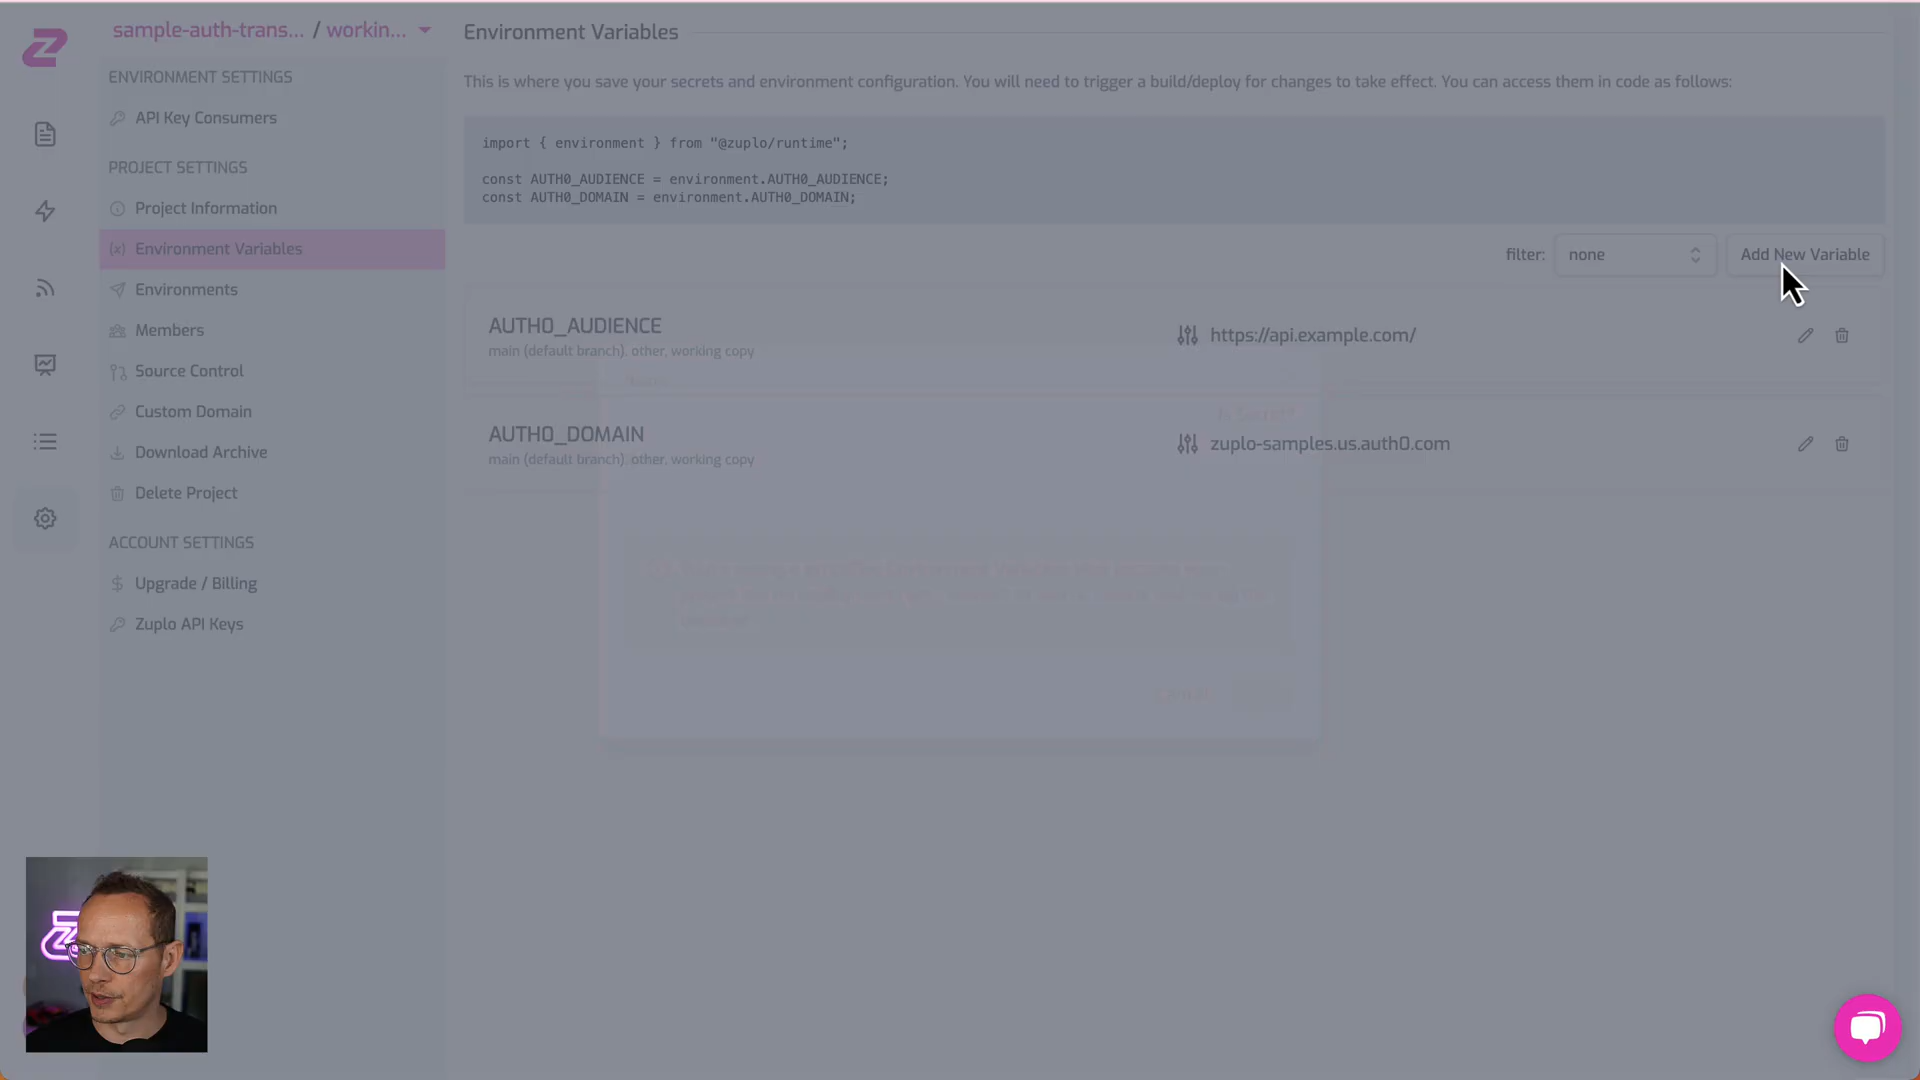 sample-auth-trans... / workin...
ENVIRONMENT SETTINGS
API Key Consumers
PROJECT SETTINGS
Project Information
Environment Variables
Environments
Members
Source Control
Custom Domain
Download Archive
Delete Project
ACCOUNT SETTINGS
Upgrade / Billing
Zuplo API Keys
Environment Variables
This is where you save your secrets and environment configuration. You will need to trigger a build/deploy for changes to take effect. You can access them in code as follows:
import { environment } from "@zuplo/runtime";
const AUTH0_AUDIENCE = environment.AUTH0_AUDIENCE;
const AUTH0_DOMAIN = environment.AUTH0_DOMAIN;
filter: none Add New Variable
AUTH0_AUDIENCE https://api.example.com/
main (default branch), other, working copy
Is Secret?
AUTH0_DOMAIN zuplo-samples.us.auth0.com
main (default branch), other, working copy